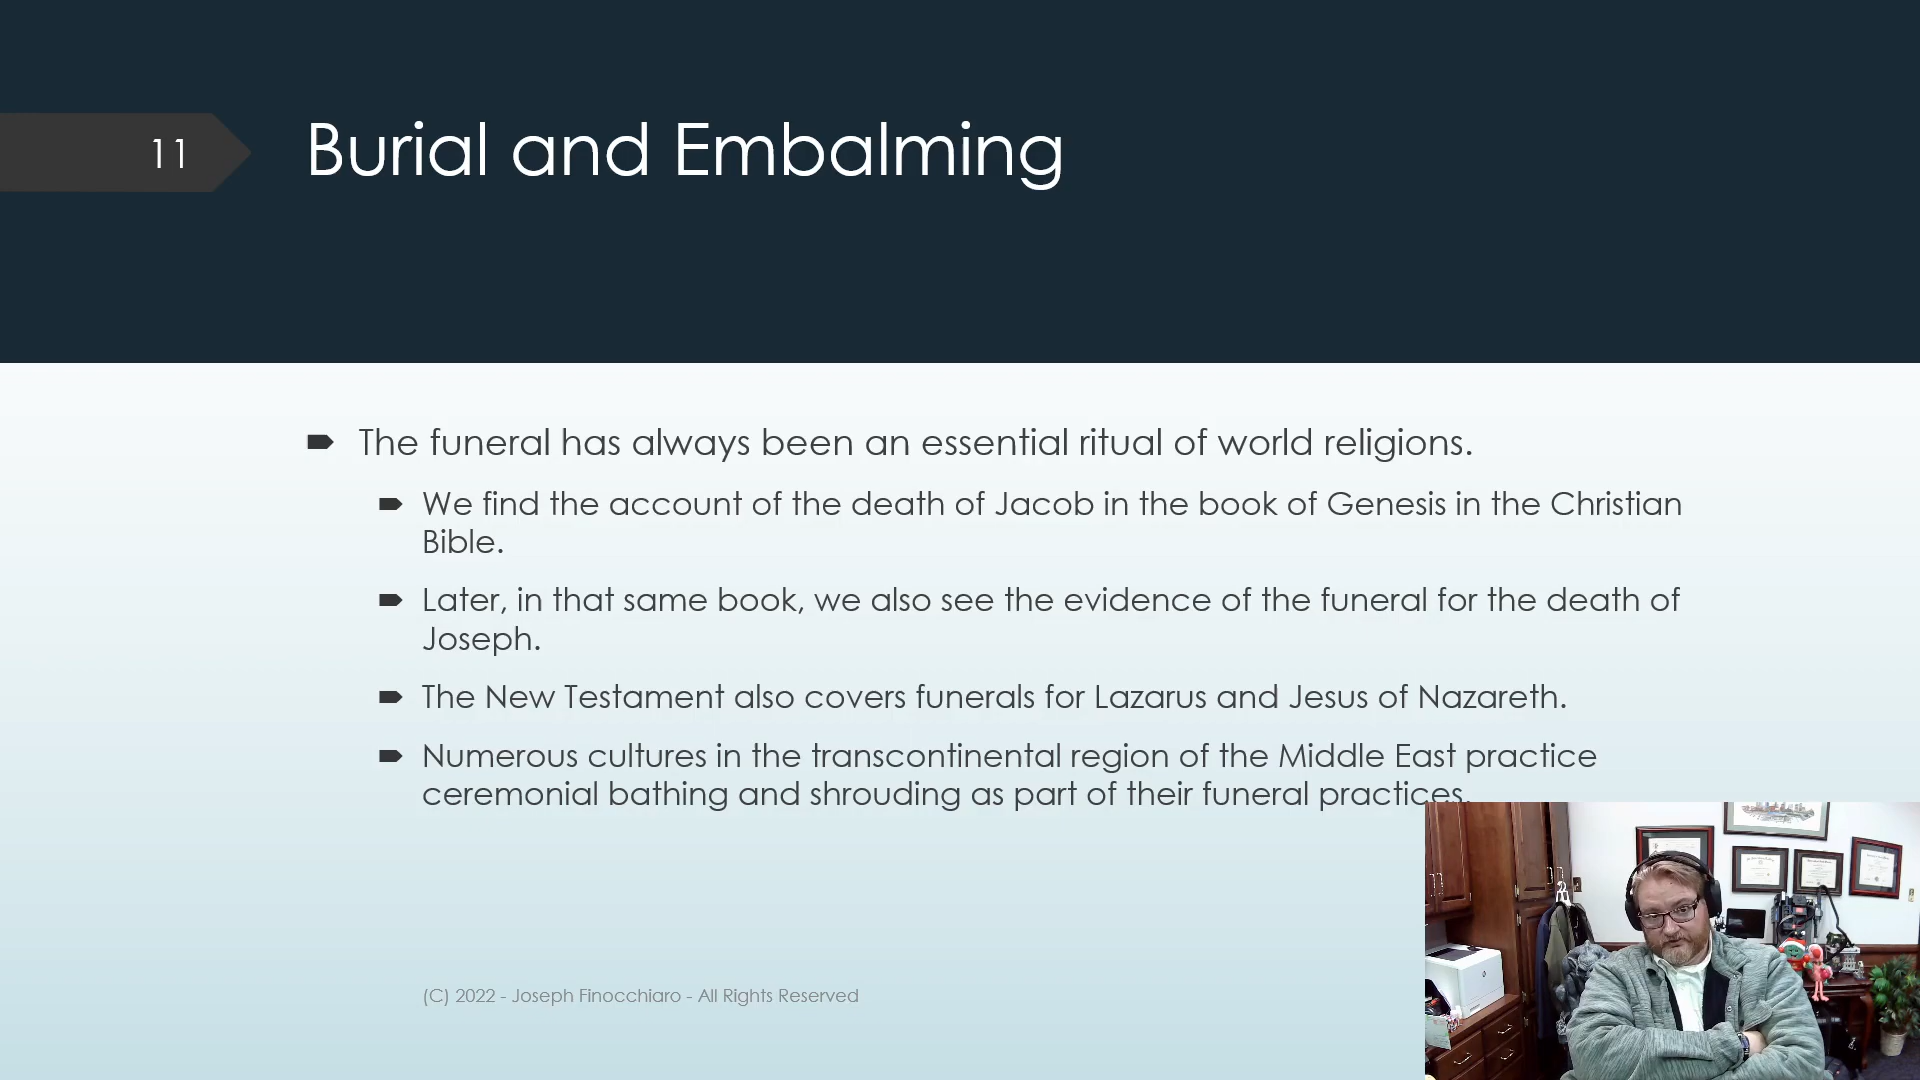 11
Burial and Embalming
The funeral has always been an essential ritual of world religions.
We find the account of the death of Jacob in the book of Genesis in the Christian
Bible.
Later, in that same book, we also see the evidence of the funeral for the death of
Joseph.
The New Testament also covers funerals for Lazarus and Jesus of Nazareth.
Numerous cultures in the transcontinental region of the Middle East practice
ceremonial bathing and shrouding as part of their funeral practices.
(C) 2022 - Joseph Finocchiaro - All Rights Reserved